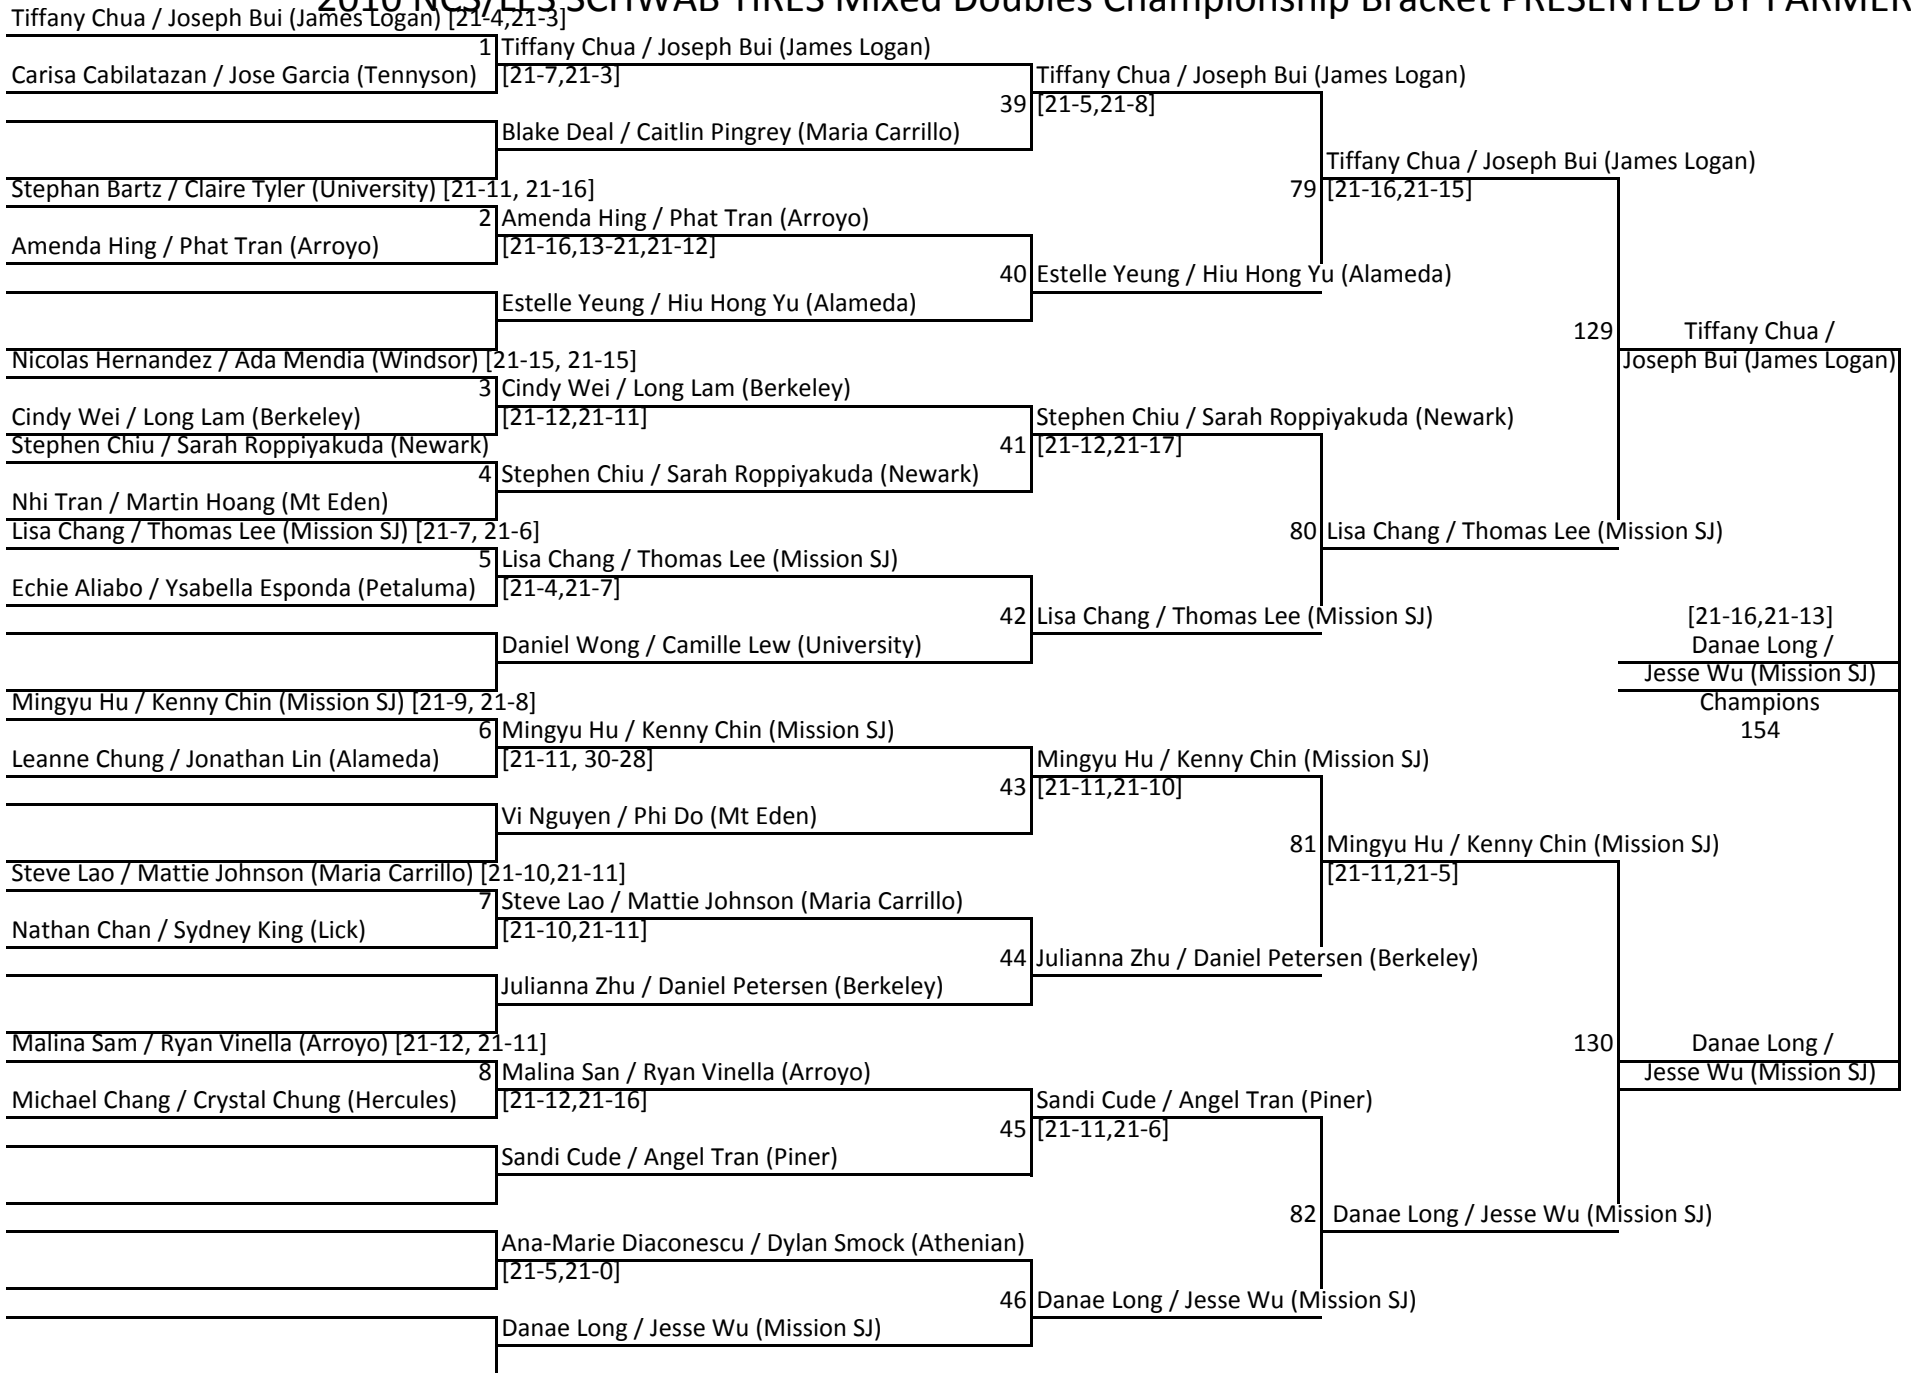 2010 NCS/LES SCHWAB TIRES Mixed Doubles Championship Bracket PRESENTED BY FARMER
Tiffany Chua / Joseph Bui (James Logan) [21-4,21-3]
1 Tiffany Chua / Joseph Bui (James Logan)
Carisa Cabilatazan / Jose Garcia (Tennyson)
[21-7,21-3]
Tiffany Chua / Joseph Bui (James Logan)
39 [21-5,21-8]
Blake Deal / Caitlin Pingrey (Maria Carrillo)
Tiffany Chua / Joseph Bui (James Logan)
Stephan Bartz / Claire Tyler (University) [21-11, 21-16]
79 [21-16,21-15]
2 Amenda Hing / Phat Tran (Arroyo)
Amenda Hing / Phat Tran (Arroyo)
[21-16,13-21,21-12]
40 Estelle Yeung / Hiu Hong Yu (Alameda)
Estelle Yeung / Hiu Hong Yu (Alameda)
129 Tiffany Chua /
Joseph Bui (James Logan)
Nicolas Hernandez / Ada Mendia (Windsor) [21-15, 21-15]
3 Cindy Wei / Long Lam (Berkeley)
Cindy Wei / Long Lam (Berkeley)
[21-12,21-11]
Stephen Chiu / Sarah Roppiyakuda (Newark)
Stephen Chiu / Sarah Roppiyakuda (Newark)
41 [21-12,21-17]
4 Stephen Chiu / Sarah Roppiyakuda (Newark)
Nhi Tran / Martin Hoang (Mt Eden)
Lisa Chang / Thomas Lee (Mission SJ) [21-7, 21-6]
80 Lisa Chang / Thomas Lee (Mission SJ)
5 Lisa Chang / Thomas Lee (Mission SJ)
Echie Aliabo / Ysabella Esponda (Petaluma)
[21-4,21-7]
42 Lisa Chang / Thomas Lee (Mission SJ)
[21-16,21-13]
Daniel Wong / Camille Lew (University)
Danae Long /
Jesse Wu (Mission SJ)
Mingyu Hu / Kenny Chin (Mission SJ) [21-9, 21-8]
Champions
6 Mingyu Hu / Kenny Chin (Mission SJ)
154
Leanne Chung / Jonathan Lin (Alameda)
[21-11, 30-28]
Mingyu Hu / Kenny Chin (Mission SJ)
43 [21-11,21-10]
Vi Nguyen / Phi Do (Mt Eden)
81 Mingyu Hu / Kenny Chin (Mission SJ)
Steve Lao / Mattie Johnson (Maria Carrillo) [21-10,21-11]
[21-11,21-5]
7 Steve Lao / Mattie Johnson (Maria Carrillo)
Nathan Chan / Sydney King (Lick)
[21-10,21-11]
44 Julianna Zhu / Daniel Petersen (Berkeley)
Julianna Zhu / Daniel Petersen (Berkeley)
Malina Sam / Ryan Vinella (Arroyo) [21-12, 21-11]
130 Danae Long /
Jesse Wu (Mission SJ)
8 Malina San / Ryan Vinella (Arroyo)
Michael Chang / Crystal Chung (Hercules)
[21-12,21-16]
Sandi Cude / Angel Tran (Piner)
45 [21-11,21-6]
Sandi Cude / Angel Tran (Piner)
82 Danae Long / Jesse Wu (Mission SJ)
Ana-Marie Diaconescu / Dylan Smock (Athenian)
[21-5,21-0]
46 Danae Long / Jesse Wu (Mission SJ)
Danae Long / Jesse Wu (Mission SJ)